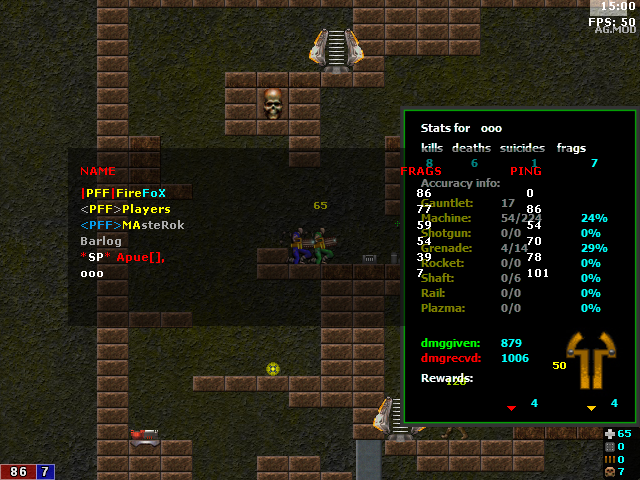 15:00
FPS: 50
AG.MOD
Stats for ooo
kills deaths suicides frags
8 6 1 7
NAME FRAGS PING
Accuracy info:
|PFF|FireFoX 86 0
Gauntlet: 17
<PFF>Players 77 86
65
Machine: 54/224 24%
<PFF>MAsteRok 59 54
Shotgun: 0/0 0%
Barlog 54 70
Grenade: 4/14 29%
*SP* Apue[], 39 78
Rocket: 0/0 0%
ooo 7 101
Shaft: 0/6 0%
Rail: 0/0 0%
Plazma: 0/0 0%
dmggiven: 879
dmgrecvd: 1006
50
Rewards:
4 4
65
0
0
86 7 7